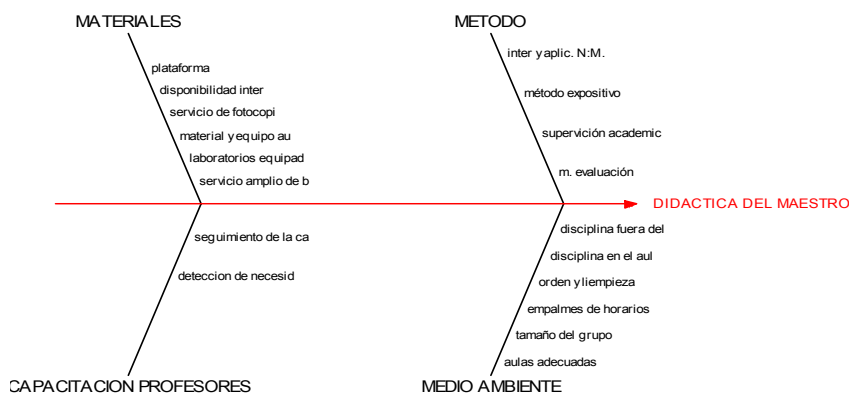 MATERIALES
METODO
plataforma
disponibilidad inter
servicio de fotocopi
material y equipo au
laboratorios equipad
servicio amplio de b
inter y aplic. N:M.
método expositivo
supervición academic
m. evaluación
DIDACTICA DEL MAESTRO
seguimiento de la ca
deteccion de necesid
disciplina fuera del
disciplina en el aul
orden y liempieza
empalmes de horarios
tamaño del grupo
aulas adecuadas
CAPACITACION PROFESORES
MEDIO AMBIENTE